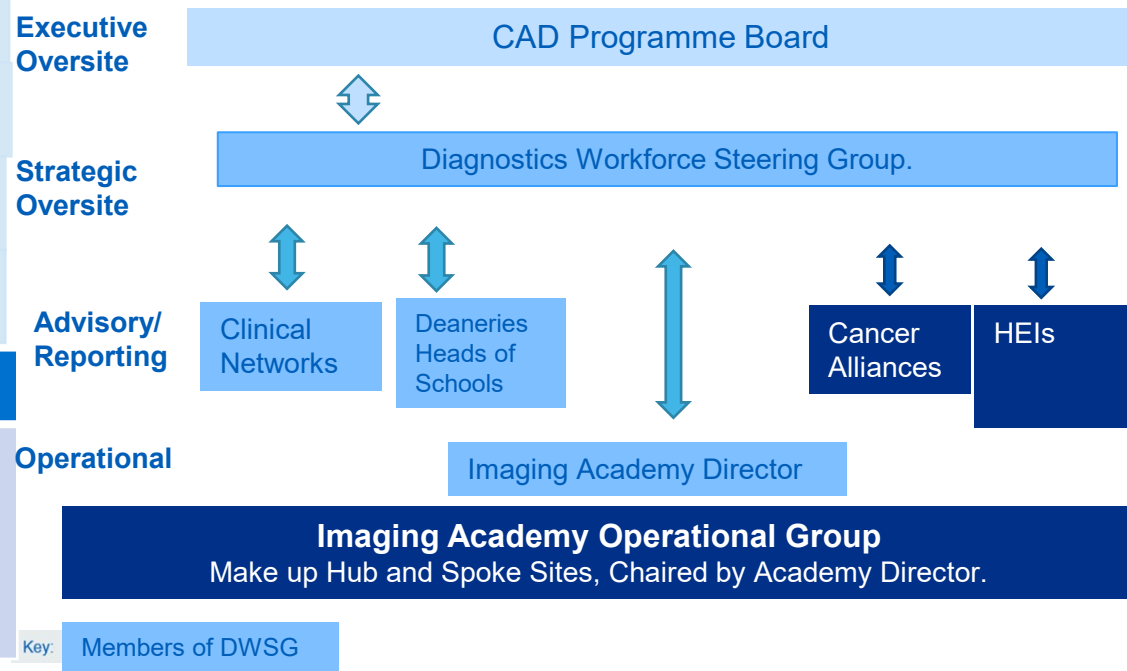 Executive
Oversite
CAD Programme Board
Strategic
Oversite
Diagnostics Workforce Steering Group.
Advisory/
Reporting
Clinical
Networks
Deaneries
Heads of
Schools
Cancer
Alliances
HEIs
Operational
Imaging Academy Director
Imaging Academy Operational Group
Make up Hub and Spoke Sites, Chaired by Academy Director.
Key:
Members of DWSG